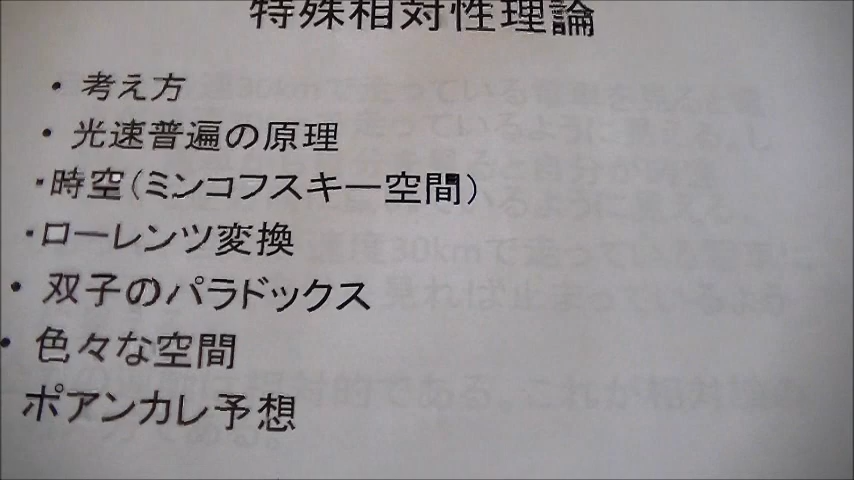 特殊相対性理論
・考え方
・光速普遍の原理
・時空(ミンコフスキー空間)
・ローレンツ変換
・双子のパラドックス
・色々な空間
ポアンカレ予想